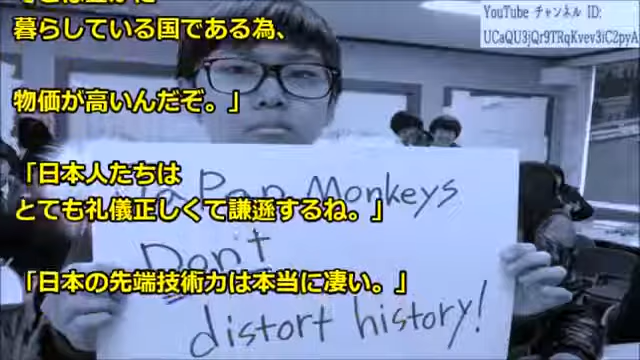 YouTube チャンネル ID:
UCaQU3jQr9TRqKvev3iC2pyA
暮らしている国である為、
物価が高いんだぞ。」
「日本人たちは
とても礼儀正しくて謙遜するね。」
「日本の先端技術力は本当に凄い。」
JaPan Monkeys
Don't
distort history!